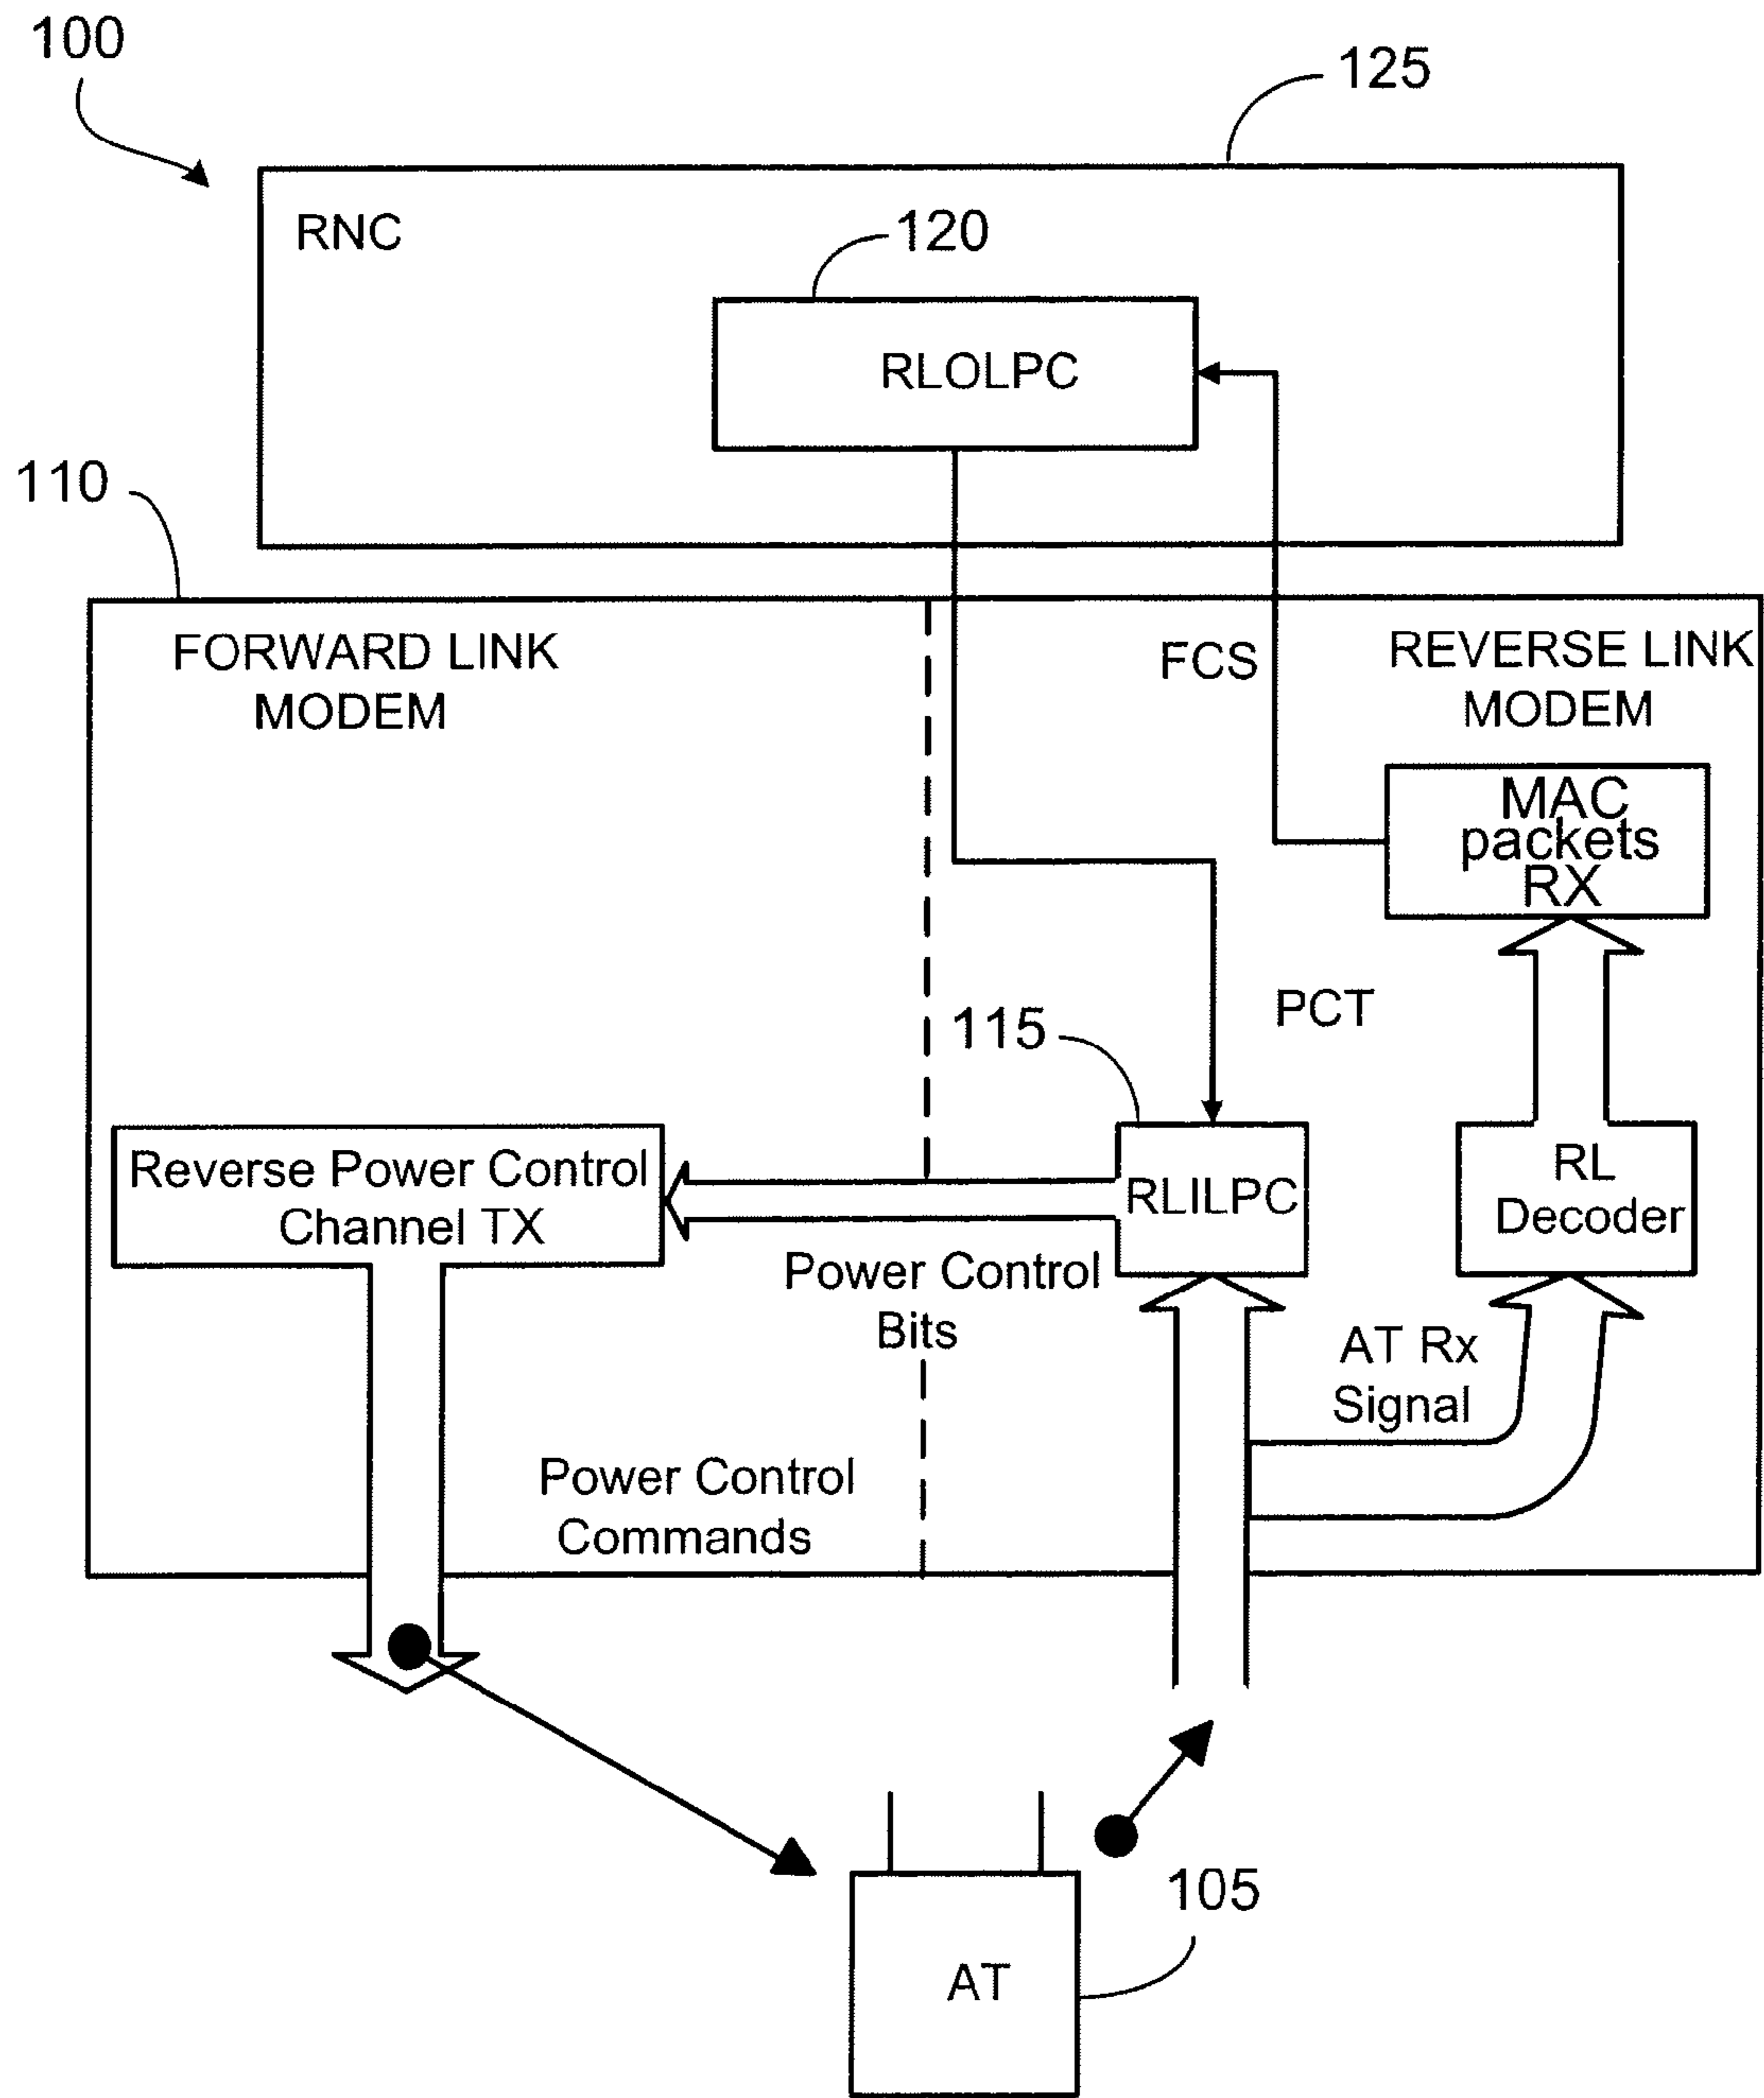 100
125
RNC
120
RLOLPC
110
FORWARD LINK
MODEM
FCS
REVERSE LINK
MODEM
MAC
packets
RX
PCT
115
Reverse Power Control
Channel TX
RLILPC
RL
Decoder
Power Control
Bits
AT Rx
Signal
Power Control
Commands
105
AT